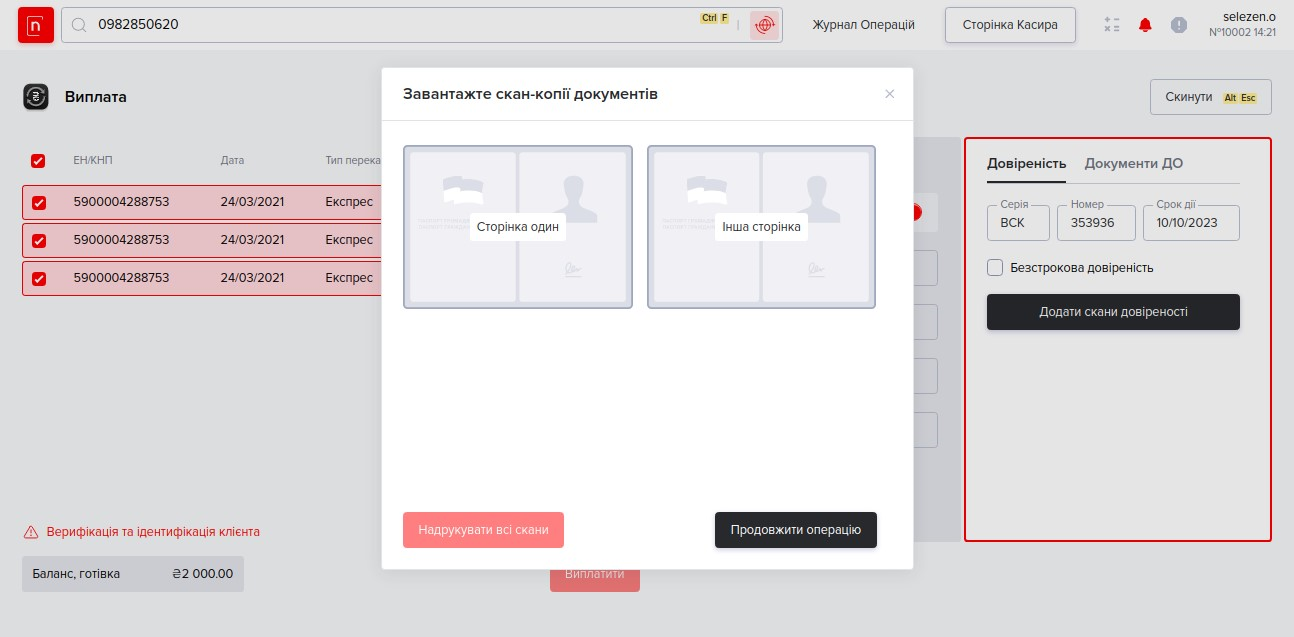 0982850620
Ctrl F
Журнал Операцій
Сторінка Касира
selezen.o
№10002 14:21
Виплата
Скинути Alt Esc
ЕН/КНП Дата Тип перека
5900004288753 24/03/2021 Експрес
5900004288753 24/03/2021 Експрес
5900004288753 24/03/2021 Експрес
Верифікація та ідентифікація клієнта
Баланс, готівка ₴2 000.00
Виплатити
Завантажте скан-копії документів
Сторінка один
Інша сторінка
Надрукувати всі скани
Продовжити операцію
Довіреність Документи ДО
Серія Номер Срок дії
ВСК 353936 10/10/2023
Безстрокова довіреність
Додати скани довіреності